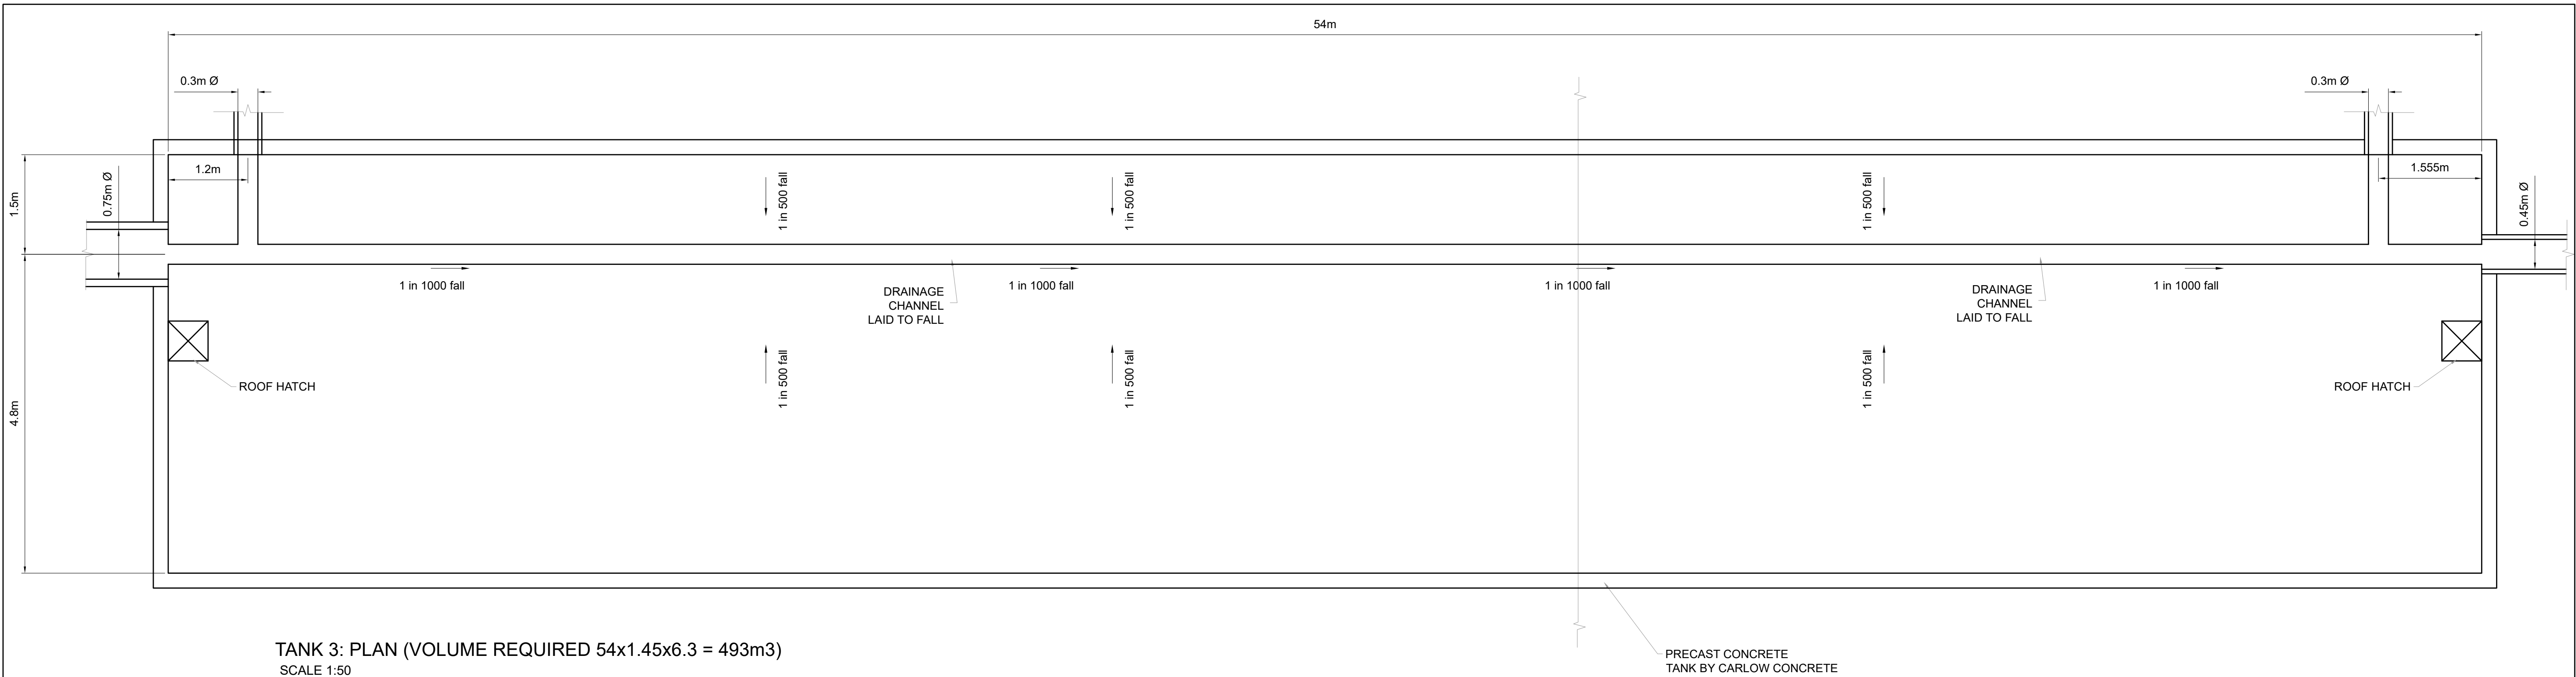 54m
0.3m Ø
0.3m Ø
1.2m
1.555m
1.5m
0.75m Ø
0.45m Ø
1 in 500 fall
1 in 500 fall
1 in 500 fall
1 in 1000 fall
1 in 1000 fall
1 in 1000 fall
1 in 1000 fall
DRAINAGE
CHANNEL
LAID TO FALL
DRAINAGE
CHANNEL
LAID TO FALL
1 in 500 fall
1 in 500 fall
1 in 500 fall
ROOF HATCH
ROOF HATCH
4.8m
TANK 3: PLAN (VOLUME REQUIRED 54x1.45x6.3 = 493m3)
SCALE 1:50
PRECAST CONCRETE
TANK BY CARLOW CONCRETE